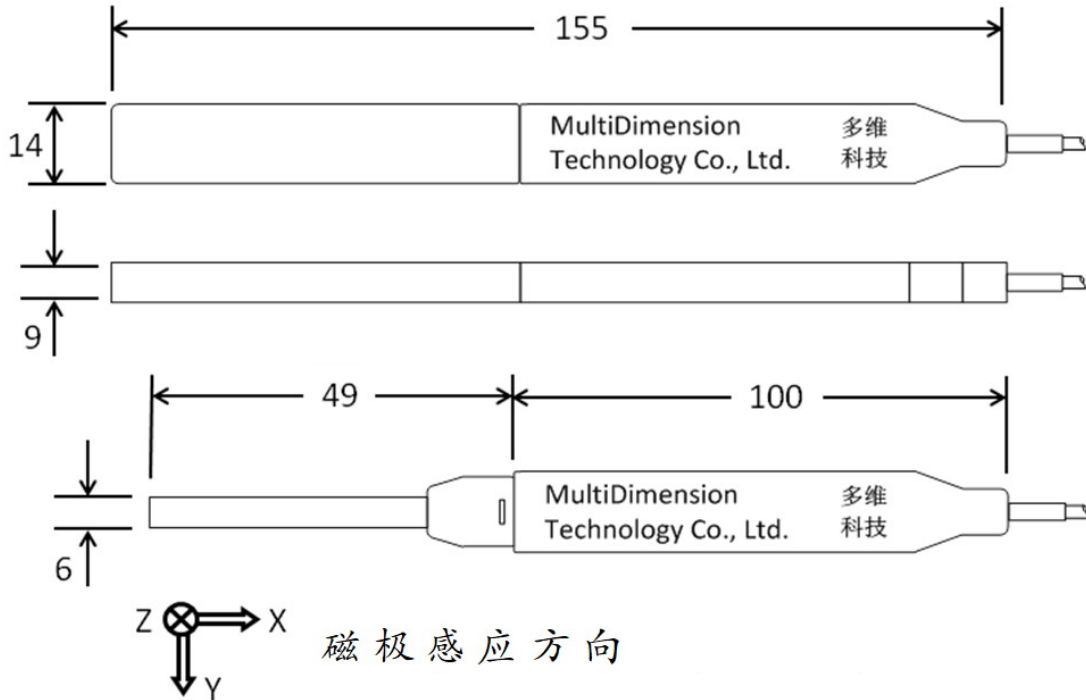 155
14
MultiDimension 多维
Technology Co., Ltd. 科技
9
49
100
MultiDimension 多维
Technology Co., Ltd. 科技
6
Z X
Y
磁极感应方向